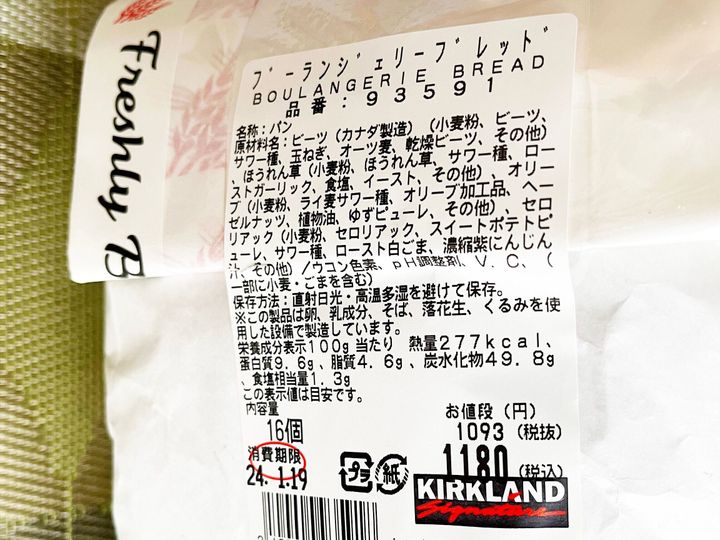 Freshly B
ブーランジェリーブレッド
BOULANGERIE BREAD
品番:93591
名称:パン
原材料名:ビーツ (カナダ製造) (小麦粉、ビーツ、
サワー種、玉ねぎ、オーツ麦、乾燥ビーツ、その他)
、ほうれん草 (小麦粉、ほうれん草、サワー種、ロー
ストガーリック、食塩、イースト、その他)、オリー
ブ (小麦粉、ライ麦サワー種、オリーブ加工品、ヘー
ゼルナッツ、植物油、ゆずピューレ、その他)、セロ
リアック (小麦粉、セロリアック、スイートポテトピ
ューレ、サワー種、ロースト白ごま、濃縮紫にんじん
汁、その他) /ウコン色素、pH調整剤、V.C、(
一部に小麦・ごまを含む)
保存方法:直射日光・高温多湿を避けて保存。
※この製品は卵、乳成分、そば、落花生、くるみを使
用した設備で製造しています。
栄養成分表示100g当たり 熱量277kcal、
蛋白質9.6g、脂質4.6g、炭水化物49.8g
、食塩相当量1.3g
この表示値は目安です。
内容量
16個
お値段(円)
1093 (税抜)
消費期限
24. 1.19
プラ 紙
1180 (税込)
KIRKLAND
Signature